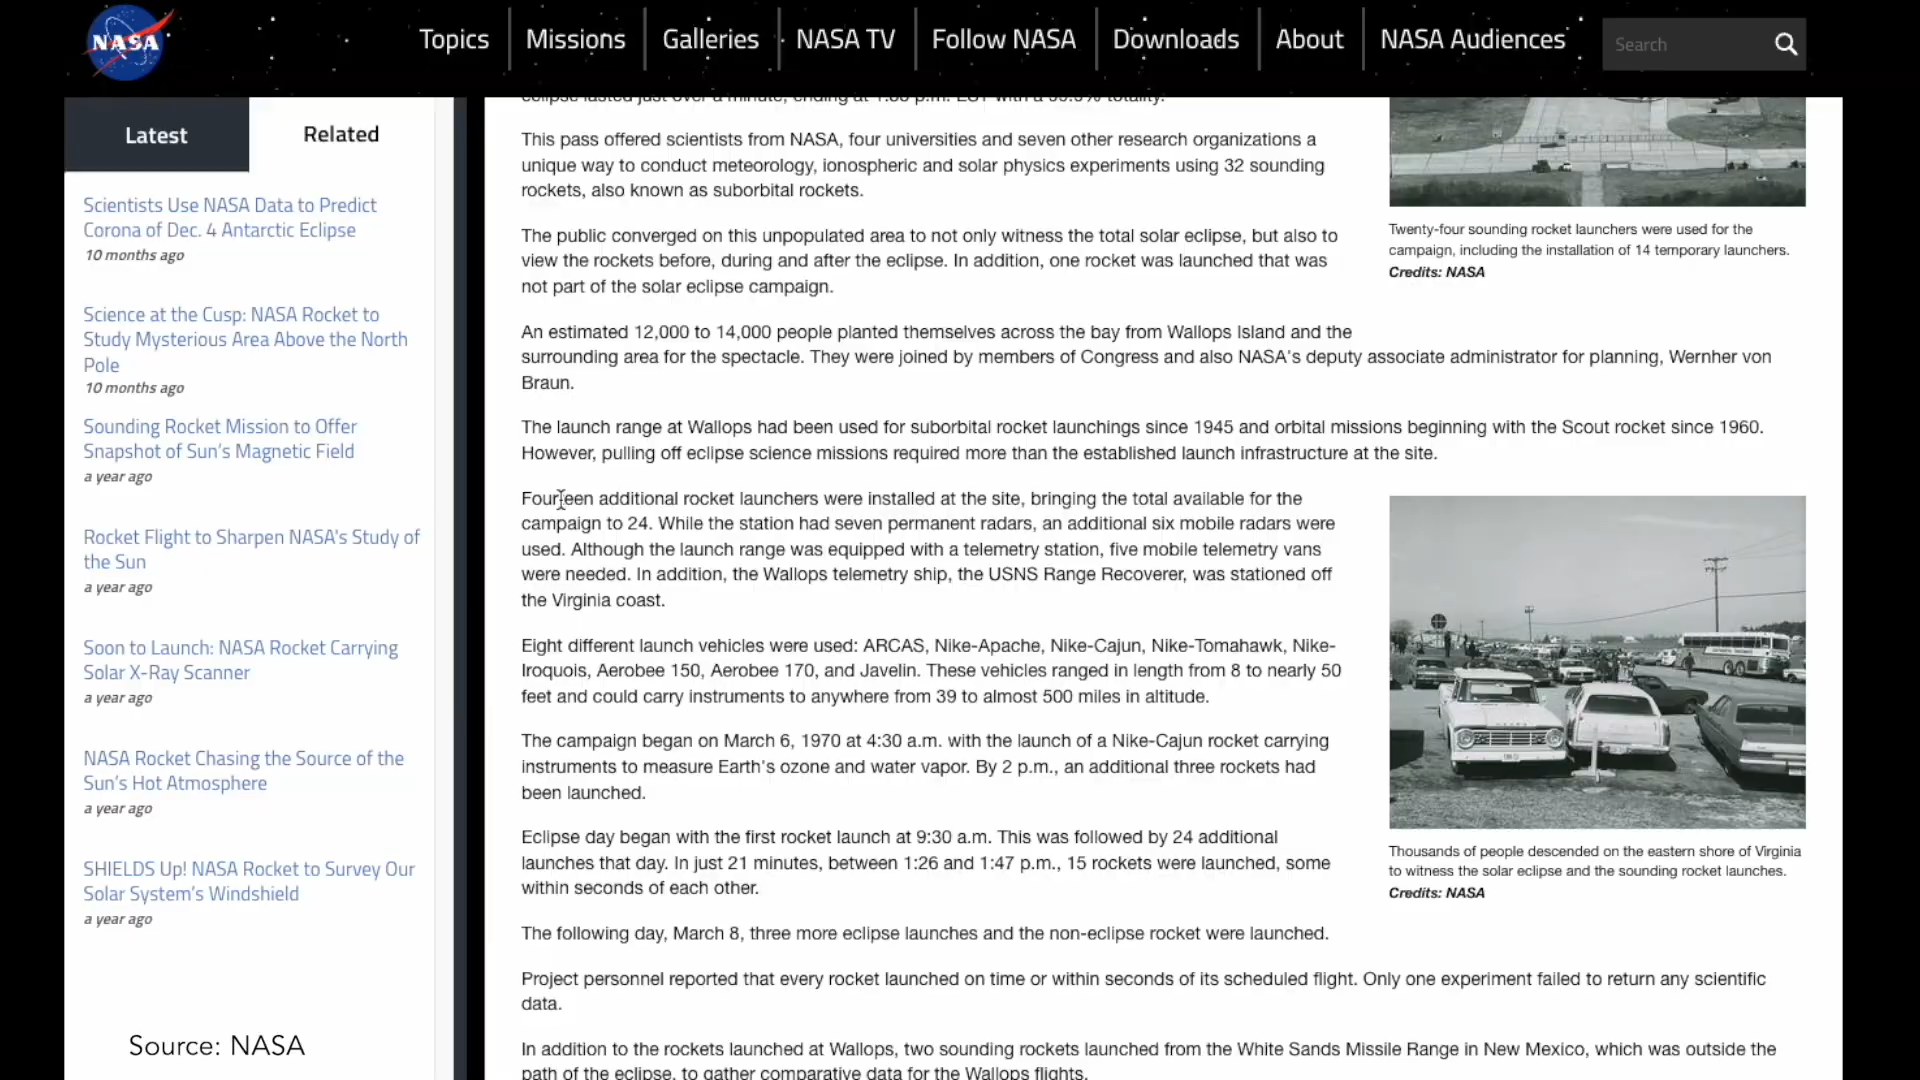 NASA
Topics
Missions
Galleries
NASA TV
Follow NASA
Downloads
About
NASA Audiences
Search
Latest
Related
Scientists Use NASA Data to Predict
Corona of Dec. 4 Antarctic Eclipse
10 months ago
Science at the Cusp: NASA Rocket to
Study Mysterious Area Above the North
Pole
10 months ago
Sounding Rocket Mission to Offer
Snapshot of Sun's Magnetic Field
a year ago
Rocket Flight to Sharpen NASA's Study of
the Sun
a year ago
Soon to Launch: NASA Rocket Carrying
Solar X-Ray Scanner
a year ago
NASA Rocket Chasing the Source of the
Sun's Hot Atmosphere
a year ago
SHIELDS Up! NASA Rocket to Survey Our
Solar System's Windshield
a year ago
Source: NASA
eclipse lasted just over a minute, ending at
This pass offered scientists from NASA, four universities and seven other research organizations a
unique way to conduct meteorology, ionospheric and solar physics experiments using 32 sounding
rockets, also known as suborbital rockets.
The public converged on this unpopulated area to not only witness the total solar eclipse, but also to
view the rockets before, during and after the eclipse. In addition, one rocket was launched that was
not part of the solar eclipse campaign.
An estimated 12,000 to 14,000 people planted themselves across the bay from Wallops Island and the
surrounding area for the spectacle. They were joined by members of Congress and also NASA's deputy associate administrator for planning, Wernher von
Braun.
The launch range at Wallops had been used for suborbital rocket launchings since 1945 and orbital missions beginning with the Scout rocket since 1960.
However, pulling off eclipse science missions required more than the established launch infrastructure at the site.
Fourteen additional rocket launchers were installed at the site, bringing the total available for the
campaign to 24. While the station had seven permanent radars, an additional six mobile radars were
used. Although the launch range was equipped with a telemetry station, five mobile telemetry vans
were needed. In addition, the Wallops telemetry ship, the USNS Range Recoverer, was stationed off
the Virginia coast.
Eight different launch vehicles were used: ARCAS, Nike-Apache, Nike-Cajun, Nike-Tomahawk, Nike-
Iroquois, Aerobee 150, Aerobee 170, and Javelin. These vehicles ranged in length from 8 to nearly 50
feet and could carry instruments to anywhere from 39 to almost 500 miles in altitude.
The campaign began on March 6, 1970 at 4:30 a.m. with the launch of a Nike-Cajun rocket carrying
instruments to measure Earth's ozone and water vapor. By 2 p.m., an additional three rockets had
been launched.
Eclipse day began with the first rocket launch at 9:30 a.m. This was followed by 24 additional
launches that day. In just 21 minutes, between 1:26 and 1:47 p.m., 15 rockets were launched, some
within seconds of each other.
The following day, March 8, three more eclipse launches and the non-eclipse rocket were launched.
Project personnel reported that every rocket launched on time or within seconds of its scheduled flight. Only one experiment failed to return any scientific
data.
In addition to the rockets launched at Wallops, two sounding rockets launched from the White Sands Missile Range in New Mexico, which was outside the
path of the eclipse, to gather comparative data for the Wallops flights.
Twenty-four sounding rocket launchers were used for the
campaign, including the installation of 14 temporary launchers.
Credits: NASA
Thousands of people descended on the eastern shore of Virginia
to witness the solar eclipse and the sounding rocket launches.
Credits: NASA